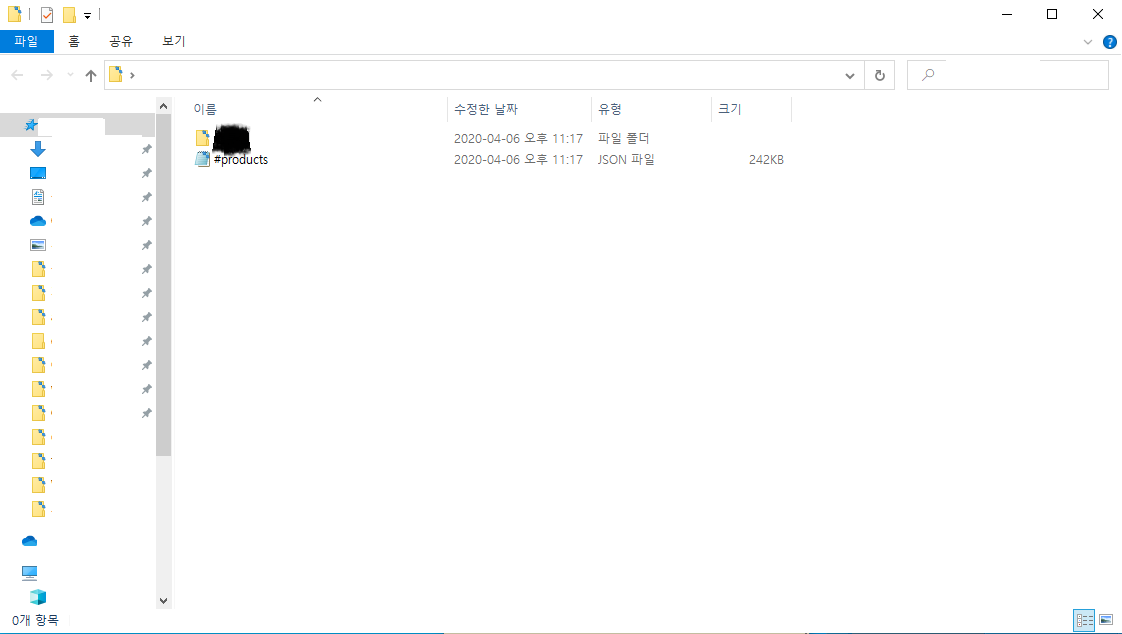 파일 홈 공유 보기
이름 수정한 날짜 유형 크기
2020-04-06 오후 11:17 파일 폴더
#products 2020-04-06 오후 11:17 JSON 파일 242KB
0개 항목